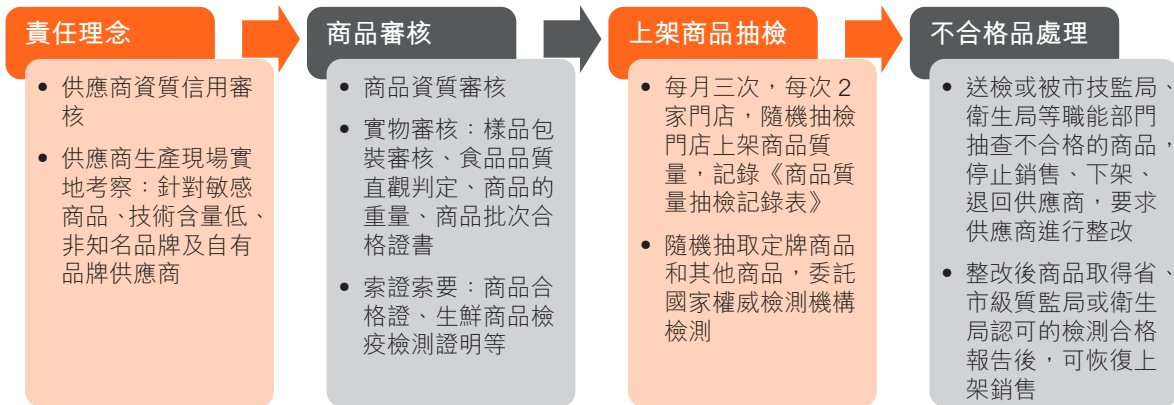 責任理念
• 供應商資質信用審
核
• 供應商生產現場實
地考察：針對敏感
商品、技術含量低、
非知名品牌及自有
品牌供應商
商品審核
• 商品資質審核
• 實物審核：樣品包
裝審核、食品品質
直觀判定、商品的
重量、商品批次合
格證書
• 索證索要：商品合
格證、生鮮商品檢
疫檢測證明等
上架商品抽檢
• 每月三次，每次 2
家門店，隨機抽檢
門店上架商品質
量，記錄《商品質
量抽檢記錄表》
• 隨機抽取定牌商品
和其他商品，委託
國家權威檢測機構
檢測
不合格品處理
• 送檢或被市技監局、
衛生局等職能部門
抽查不合格的商品，
停止銷售、下架、
退回供應商，要求
供應商進行整改
• 整改後商品取得省、
市級質監局或衛生
局認可的檢測合格
報告後，可恢復上
架銷售